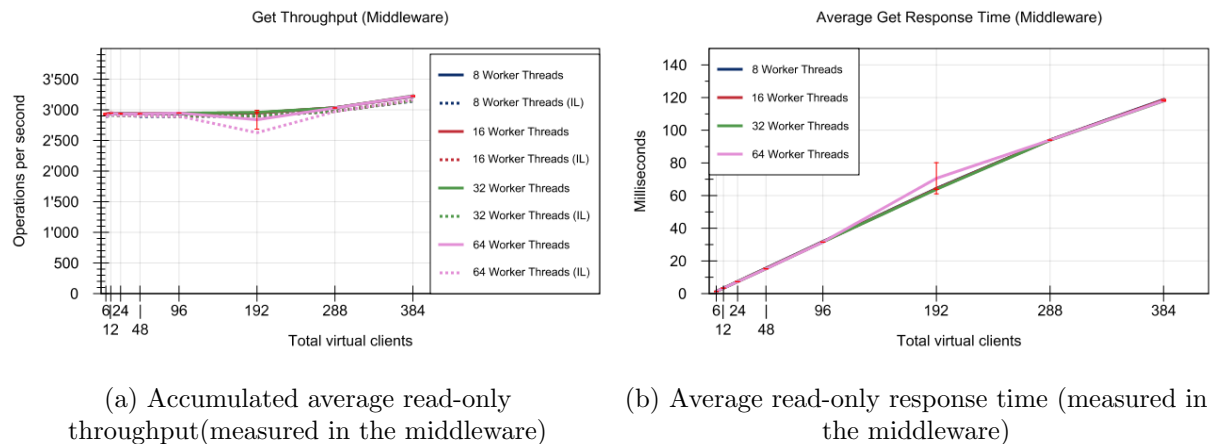 Get Throughput (Middleware)
Operations per second
3'500
3'000
2'500
2'000
1'500
1'000
500
0
8 Worker Threads
8 Worker Threads (IL)
16 Worker Threads
16 Worker Threads (IL)
32 Worker Threads
32 Worker Threads (IL)
64 Worker Threads
64 Worker Threads (IL)
6 | 24 | 96 192 288 384
12 48
Total virtual clients
(a) Accumulated average read-only
throughput(measured in the middleware)
Average Get Response Time (Middleware)
Milliseconds
140
120
100
80
60
40
20
0
8 Worker Threads
16 Worker Threads
32 Worker Threads
64 Worker Threads
6 | 24 | 96 192 288 384
12 48
Total virtual clients
(b) Average read-only response time (measured in
the middleware)